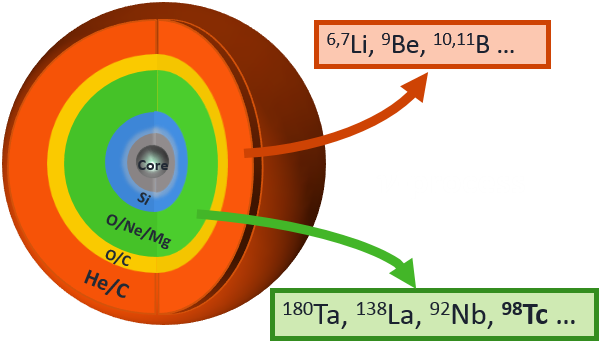 ⁶,⁷Li, ⁹Be, ¹⁰,¹¹B ...
Core
Si
O/Ne/Mg
O/C
He/C
¹⁸⁰Ta, ¹³⁸La, ⁹²Nb, ⁹⁸Tc ...